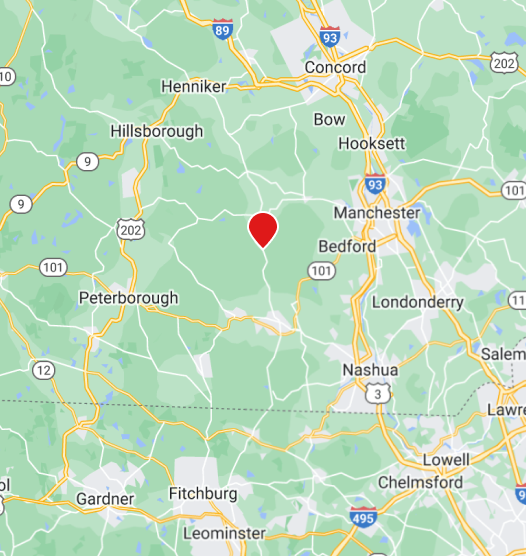 89
93
202
Concord
10
Henniker
Bow
Hillsborough
Hooksett
9
93
101
9
Manchester
202
Bedford
101
101
Peterborough
Londonderry
11
Salem
12
Nashua
3
Lawre
Lowell
Chelmsford
ol
Gardner
Fitchburg
9
495
Leominster